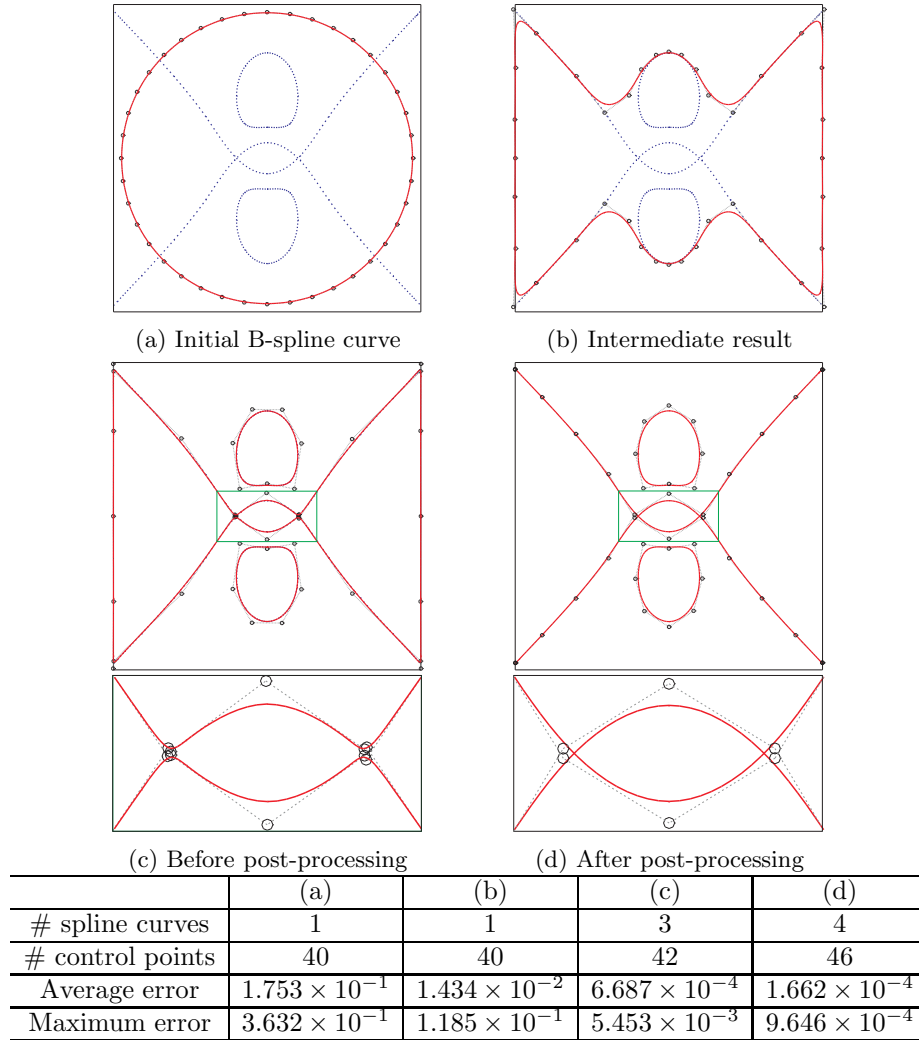 (a) Initial B-spline curve
(b) Intermediate result
(c) Before post-processing
(d) After post-processing
(a) (b) (c) (d)
# spline curves 1 1 3 4
# control points 40 40 42 46
Average error 1.753 × 10⁻¹ 1.434 × 10⁻² 6.687 × 10⁻⁴ 1.662 × 10⁻⁴
Maximum error 3.632 × 10⁻¹ 1.185 × 10⁻¹ 5.453 × 10⁻³ 9.646 × 10⁻⁴